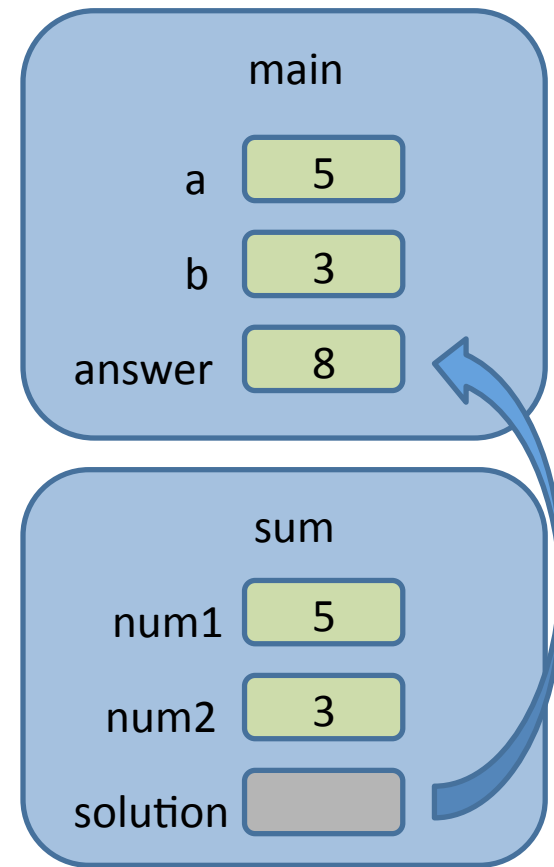 main
a 5
b 3
answer 8
sum
num1 5
num2 3
solution